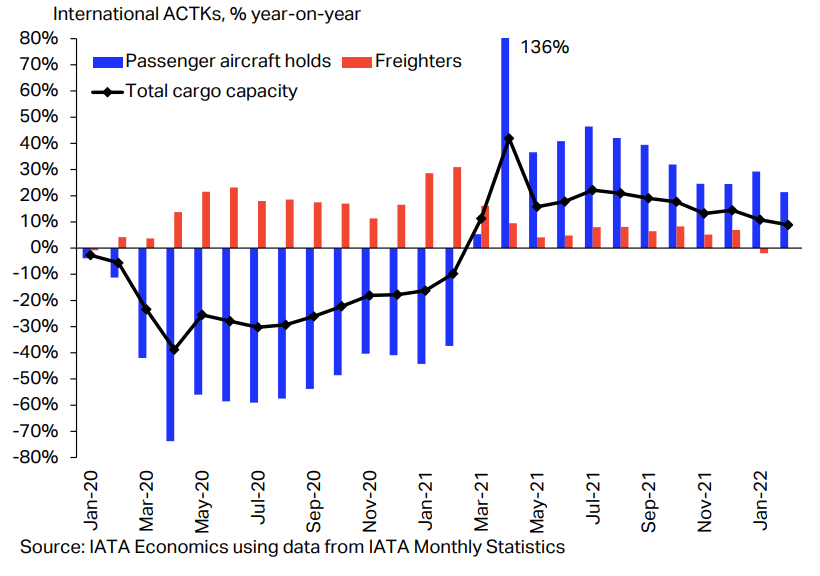 International ACTKs, % year-on-year
80%
70%
60%
50%
40%
30%
20%
10%
0%
-10%
-20%
-30%
-40%
-50%
-60%
-70%
-80%
Passenger aircraft holds
Freighters
Total cargo capacity
136%
Jan-20
Mar-20
May-20
Jul-20
Sep-20
Nov-20
Jan-21
Mar-21
May-21
Jul-21
Sep-21
Nov-21
Jan-22
Source: IATA Economics using data from IATA Monthly Statistics